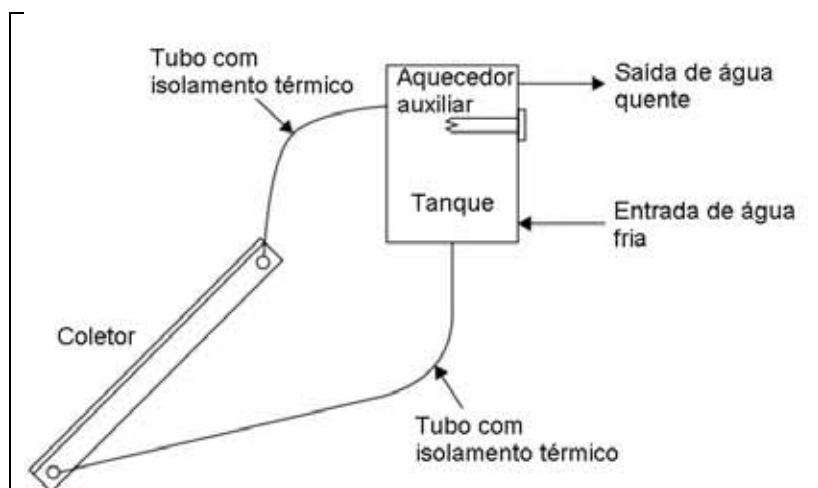 Tubo com
isolamento térmico
Aquecedor
auxiliar
Saída de água
quente
Tanque
Entrada de água
fria
Coletor
Tubo com
isolamento térmico